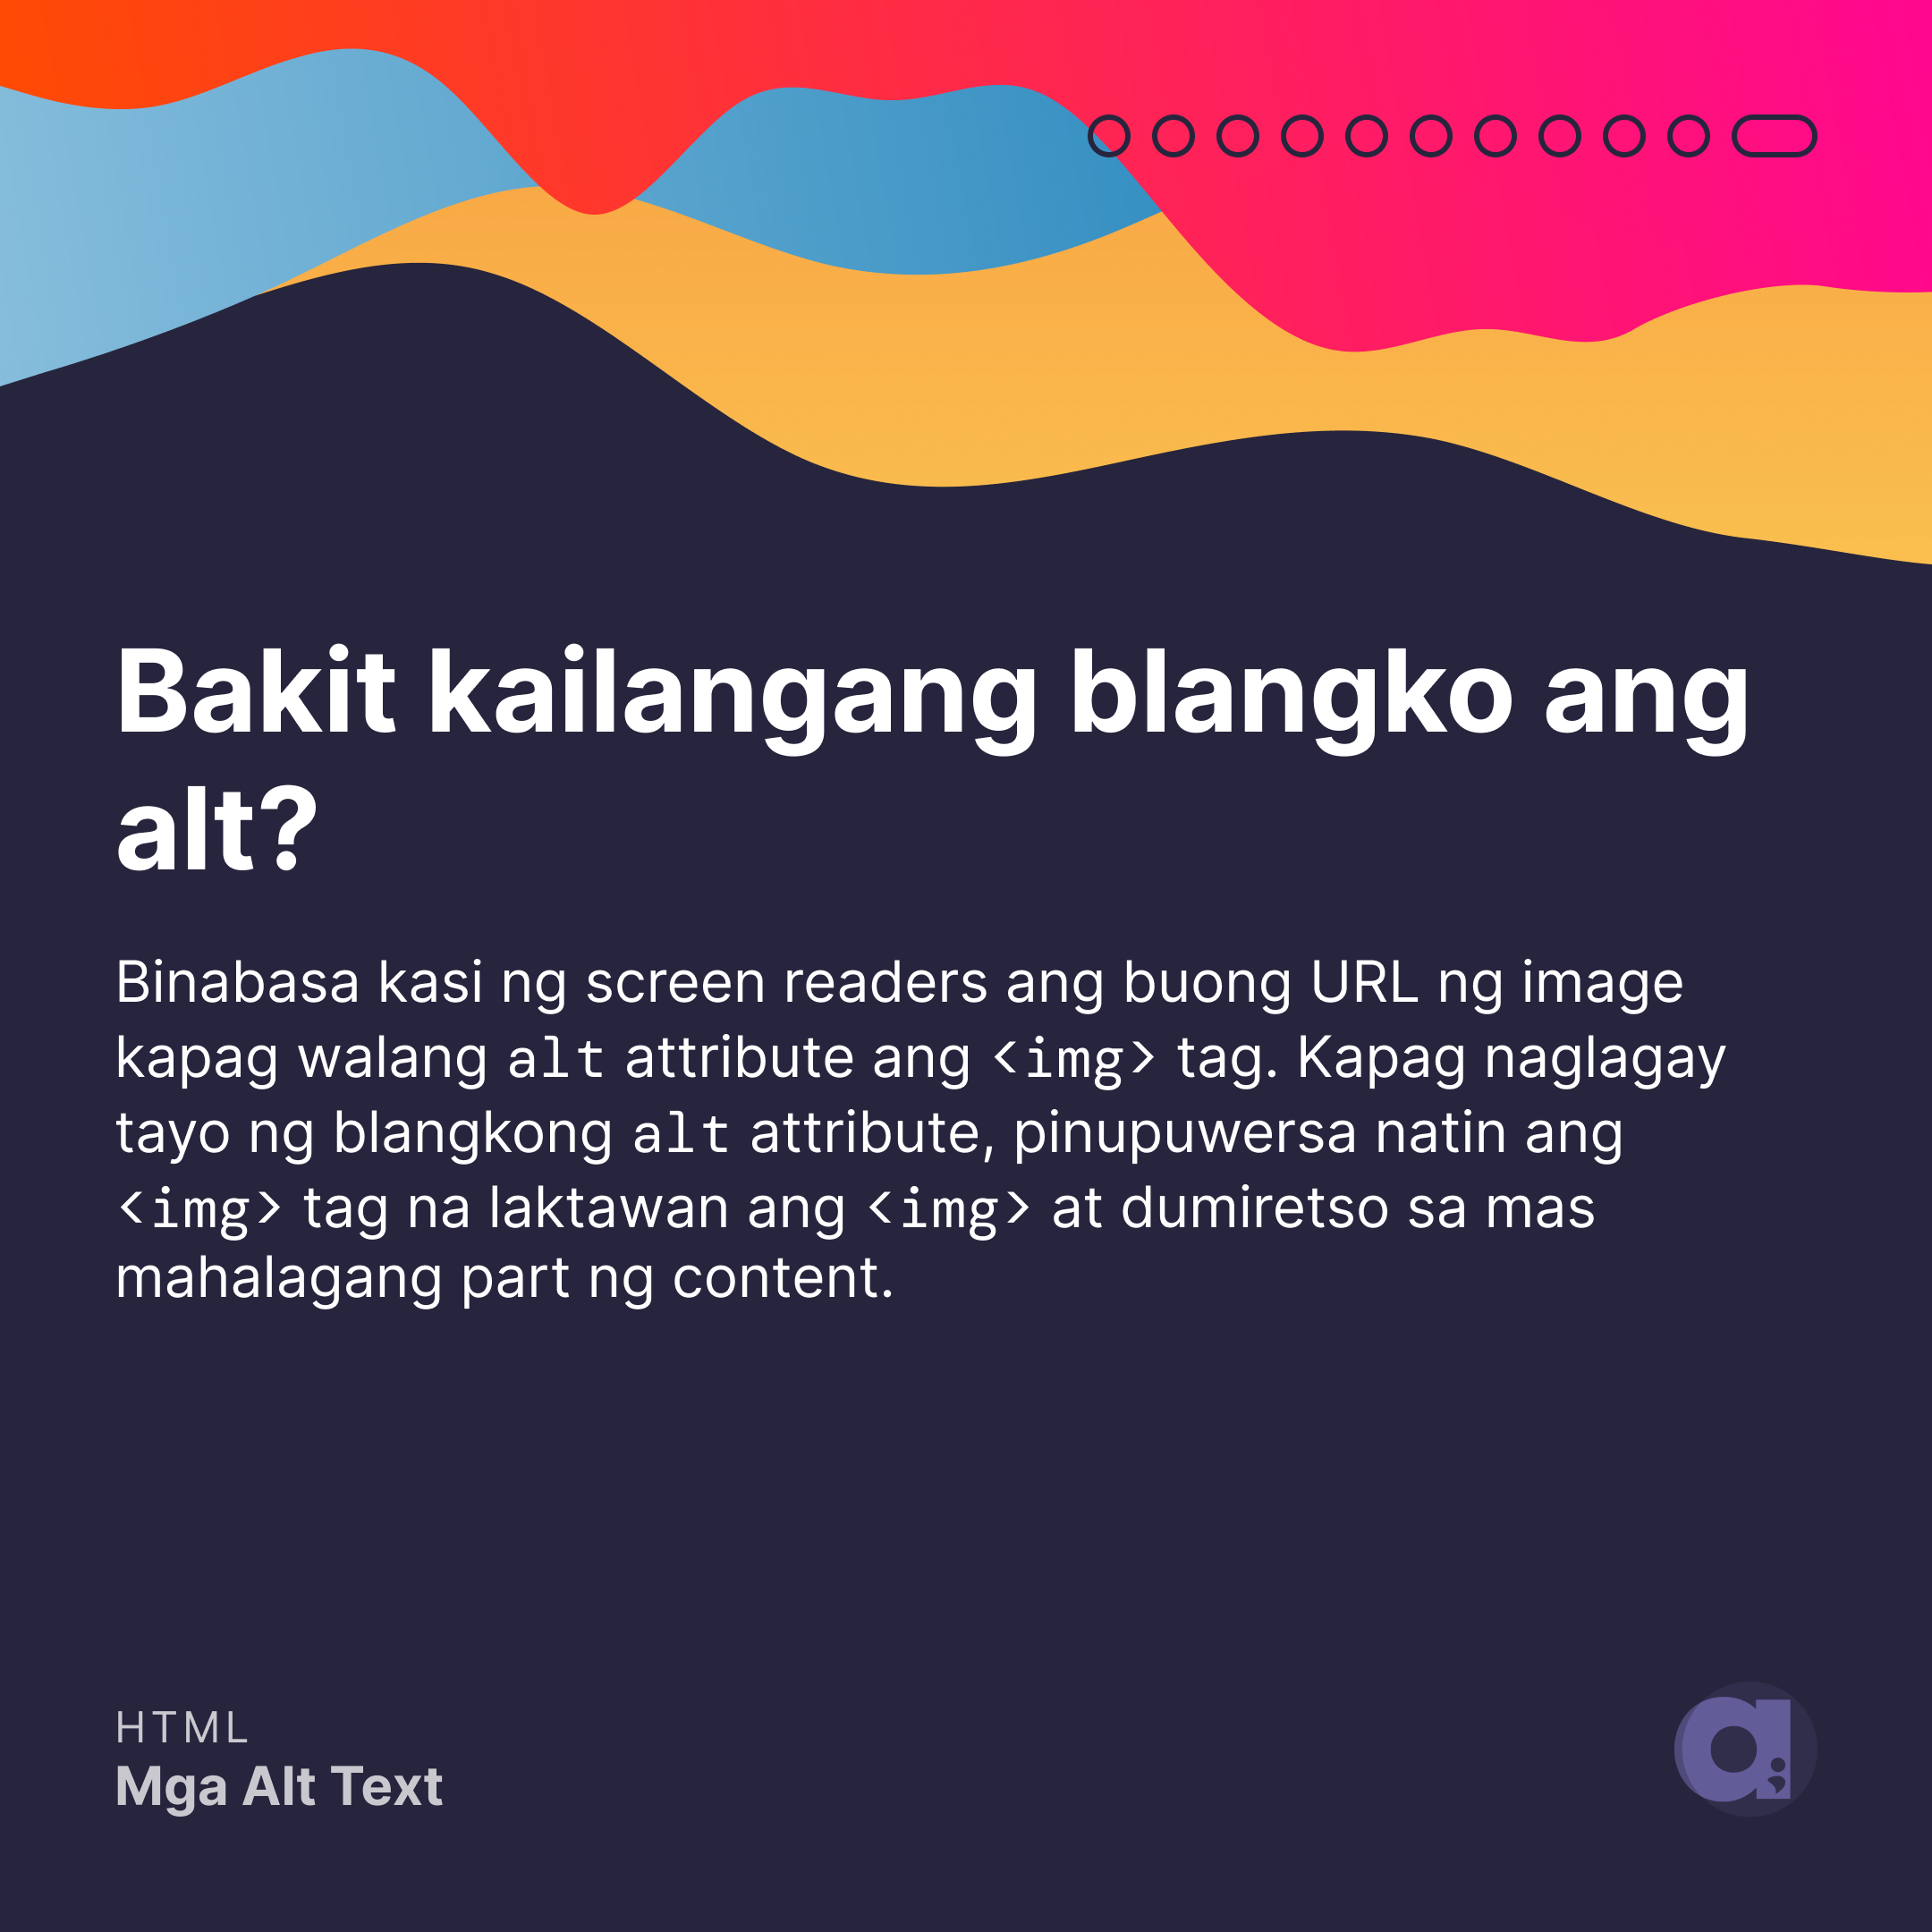 Bakit kailangang blangko ang
alt?
Binabasa kasi ng screen readers ang buong URL ng image
kapag walang alt attribute ang <img> tag. Kapag naglagay
tayo ng blangkong alt attribute, pinupuwersa natin ang
<img> tag na laktawan ang <img> at dumiretso sa mas
mahalagang part ng content.
HTML
Mga Alt Text
a;